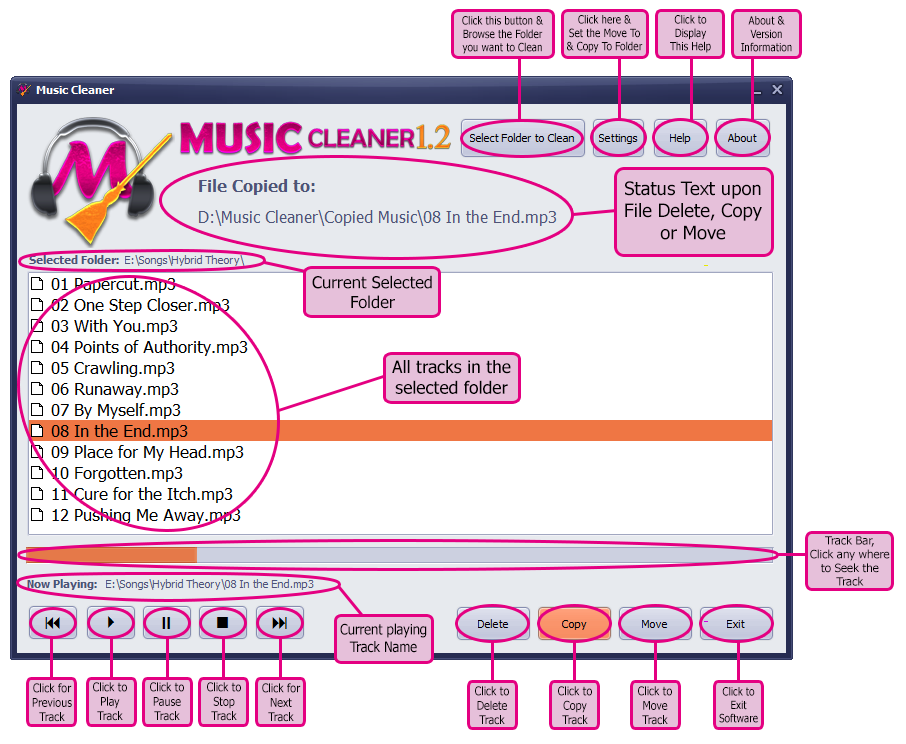 Click this button &
Browse the Folder
you want to Clean
Click here &
Set the Move To
& Copy To Folder
Click to
Display
This Help
About &
Version
Information
Music Cleaner
MUSIC CLEANER 1.2
Select Folder to Clean
Settings
Help
About
File Copied to:
D:\Music Cleaner\Copied Music\08 In the End.mp3
Status Text upon
File Delete, Copy
or Move
Selected Folder: E:\Songs\Hybrid Theory\
Current Selected
Folder
01 Papercut.mp3
02 One Step Closer.mp3
03 With You.mp3
04 Points of Authority.mp3
05 Crawling.mp3
06 Runaway.mp3
07 By Myself.mp3
08 In the End.mp3
09 Place for My Head.mp3
10 Forgotten.mp3
11 Cure for the Itch.mp3
12 Pushing Me Away.mp3
All tracks in the
selected folder
Track Bar,
Click any where
to Seek the
Track
Now Playing: E:\Songs\Hybrid Theory\08 In the End.mp3
Current playing
Track Name
Delete
Copy
Move
Exit
Click for
Previous
Track
Click to
Play
Track
Click to
Pause
Track
Click to
Stop
Track
Click for
Next
Track
Click to
Delete
Track
Click to
Copy
Track
Click to
Move
Track
Click to
Exit
Software